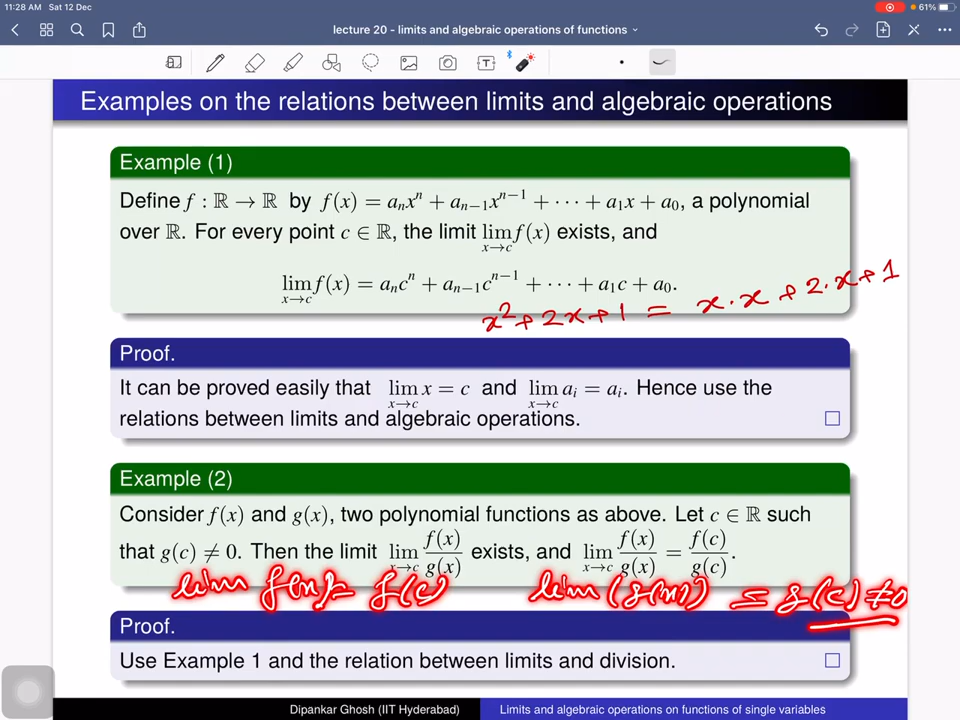 11:28 AM Sat 12 Dec
61%
lecture 20 - limits and algebraic operations of functions
Examples on the relations between limits and algebraic operations
Example (1)
Define f : ℝ → ℝ by f(x) = aₙxⁿ + aₙ₋₁xⁿ⁻¹ + ··· + a₁x + a₀, a polynomial
over ℝ. For every point c ∈ ℝ, the limit lim_{x→c} f(x) exists, and
lim_{x→c} f(x) = aₙcⁿ + aₙ₋₁cⁿ⁻¹ + ··· + a₁c + a₀.
x² + 2x + 1 = x·x + 2·x + 1
Proof.
It can be proved easily that lim_{x→c} x = c and lim_{x→c} aᵢ = aᵢ. Hence use the
relations between limits and algebraic operations. □
Example (2)
Consider f(x) and g(x), two polynomial functions as above. Let c ∈ ℝ such
that g(c) ≠ 0. Then the limit lim_{x→c} f(x)/g(x) exists, and lim_{x→c} f(x)/g(x) = f(c)/g(c).
lim f(x) = f(c) lim (g(x)) = g(c) ≠ 0
Proof.
Use Example 1 and the relation between limits and division. □
Dipankar Ghosh (IIT Hyderabad) Limits and algebraic operations on functions of single variables